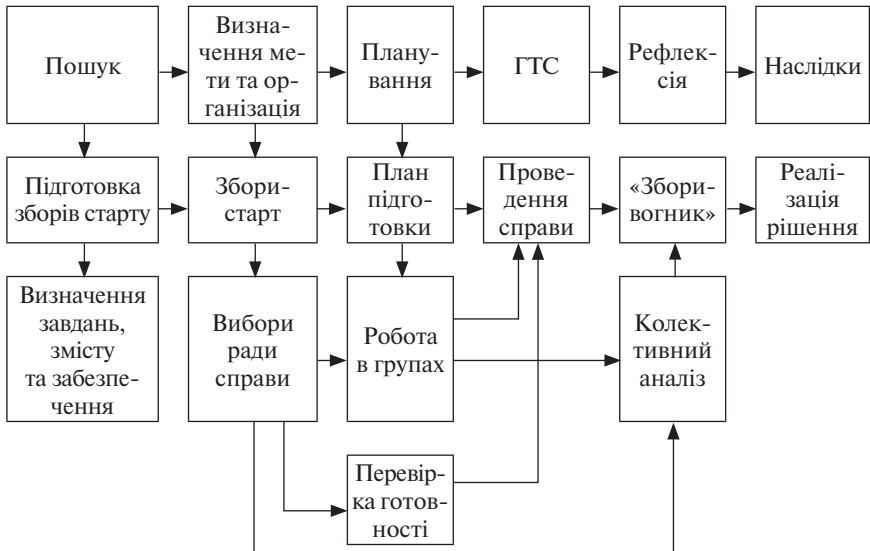 Пошук
Визна-
чення ме-
ти та ор-
ганізація
Плану-
вання
ГТС
Рефлек-
сія
Наслідки
Підготовка
зборів старту
Збори-
старт
План
підго-
товки
Прове-
дення
справи
«Збори-
вогник»
Реалі-
зація
рішення
Визначення
завдань,
змісту
та забезпе-
чення
Вибори
ради
справи
Робота
в групах
Колек-
тивний
аналіз
Перевір-
ка готов-
ності